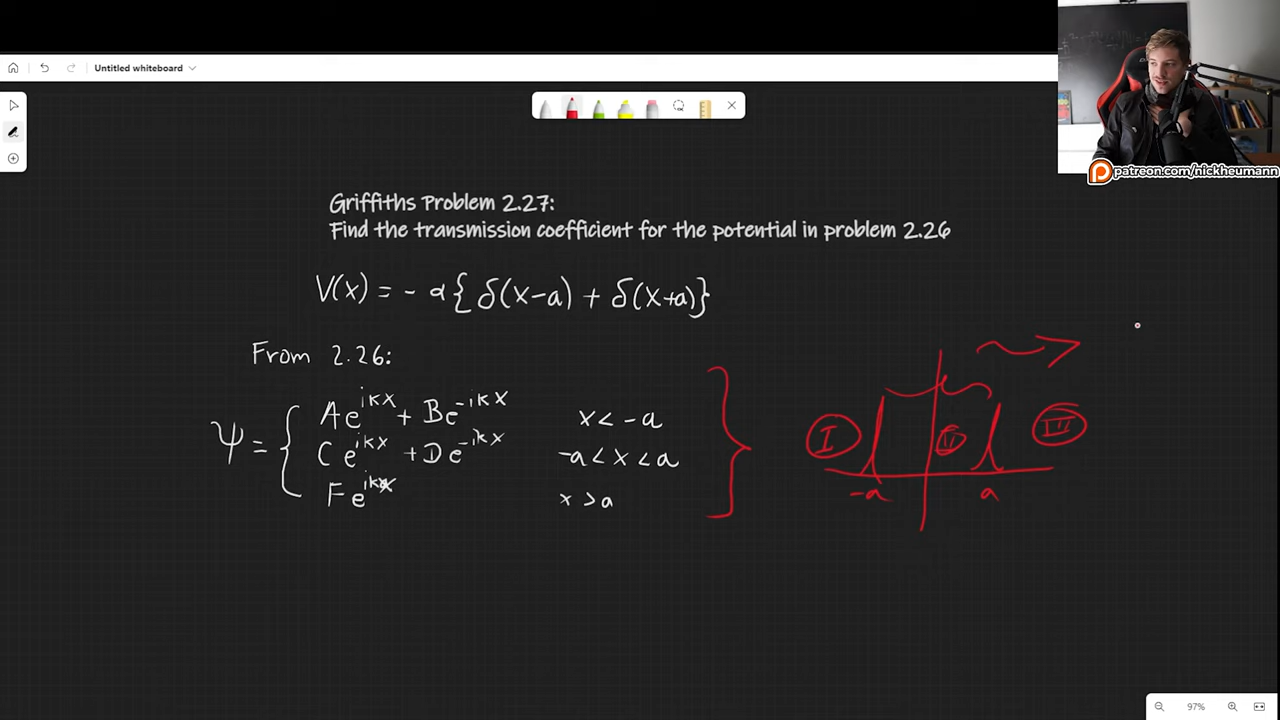 Untitled whiteboard
patreon.com/nickheumann
Griffiths Problem 2.27:
Find the transmission coefficient for the potential in problem 2.26
V(x) = - α{ δ(x-a) + δ(x+a)}
From 2.26:
Ψ = { Ae^{ikx} + Be^{-ikx} x < -a
Ce^{ikx} + De^{-ikx} -a < x < a
Fe^{ikx} x > a
I II III
-a a
97%